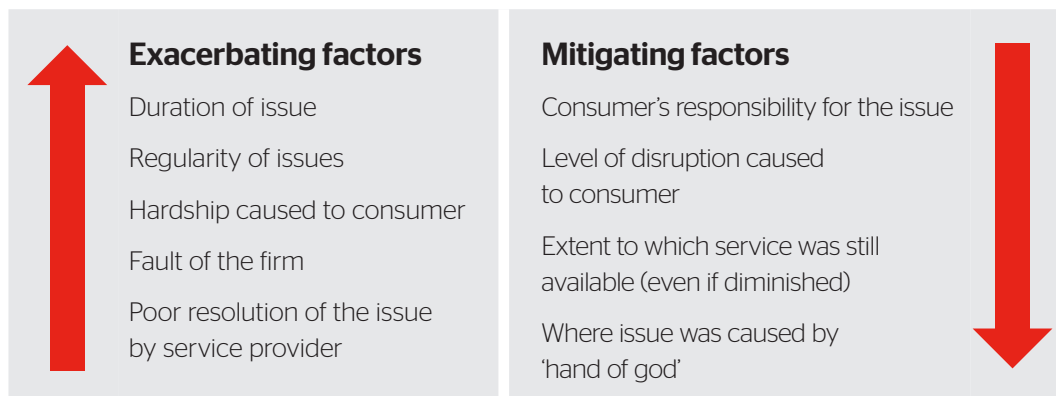 Exacerbating factors
Duration of issue
Regularity of issues
Hardship caused to consumer
Fault of the firm
Poor resolution of the issue
by service provider
Mitigating factors
Consumer’s responsibility for the issue
Level of disruption caused
to consumer
Extent to which service was still
available (even if diminished)
Where issue was caused by
‘hand of god’